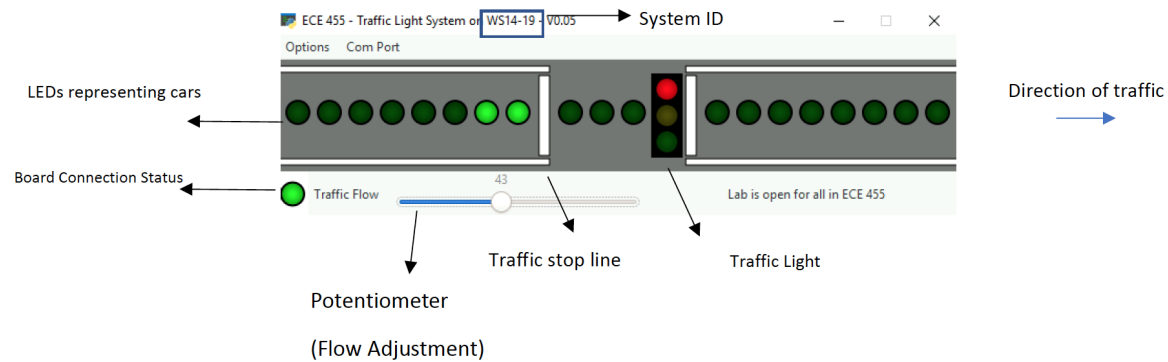 ECE 455 - Traffic Light System on WS14-19 - V0.05
System ID
Options Com Port
LEDs representing cars
Direction of traffic
Board Connection Status
Traffic Flow
43
Lab is open for all in ECE 455
Traffic stop line
Traffic Light
Potentiometer
(Flow Adjustment)